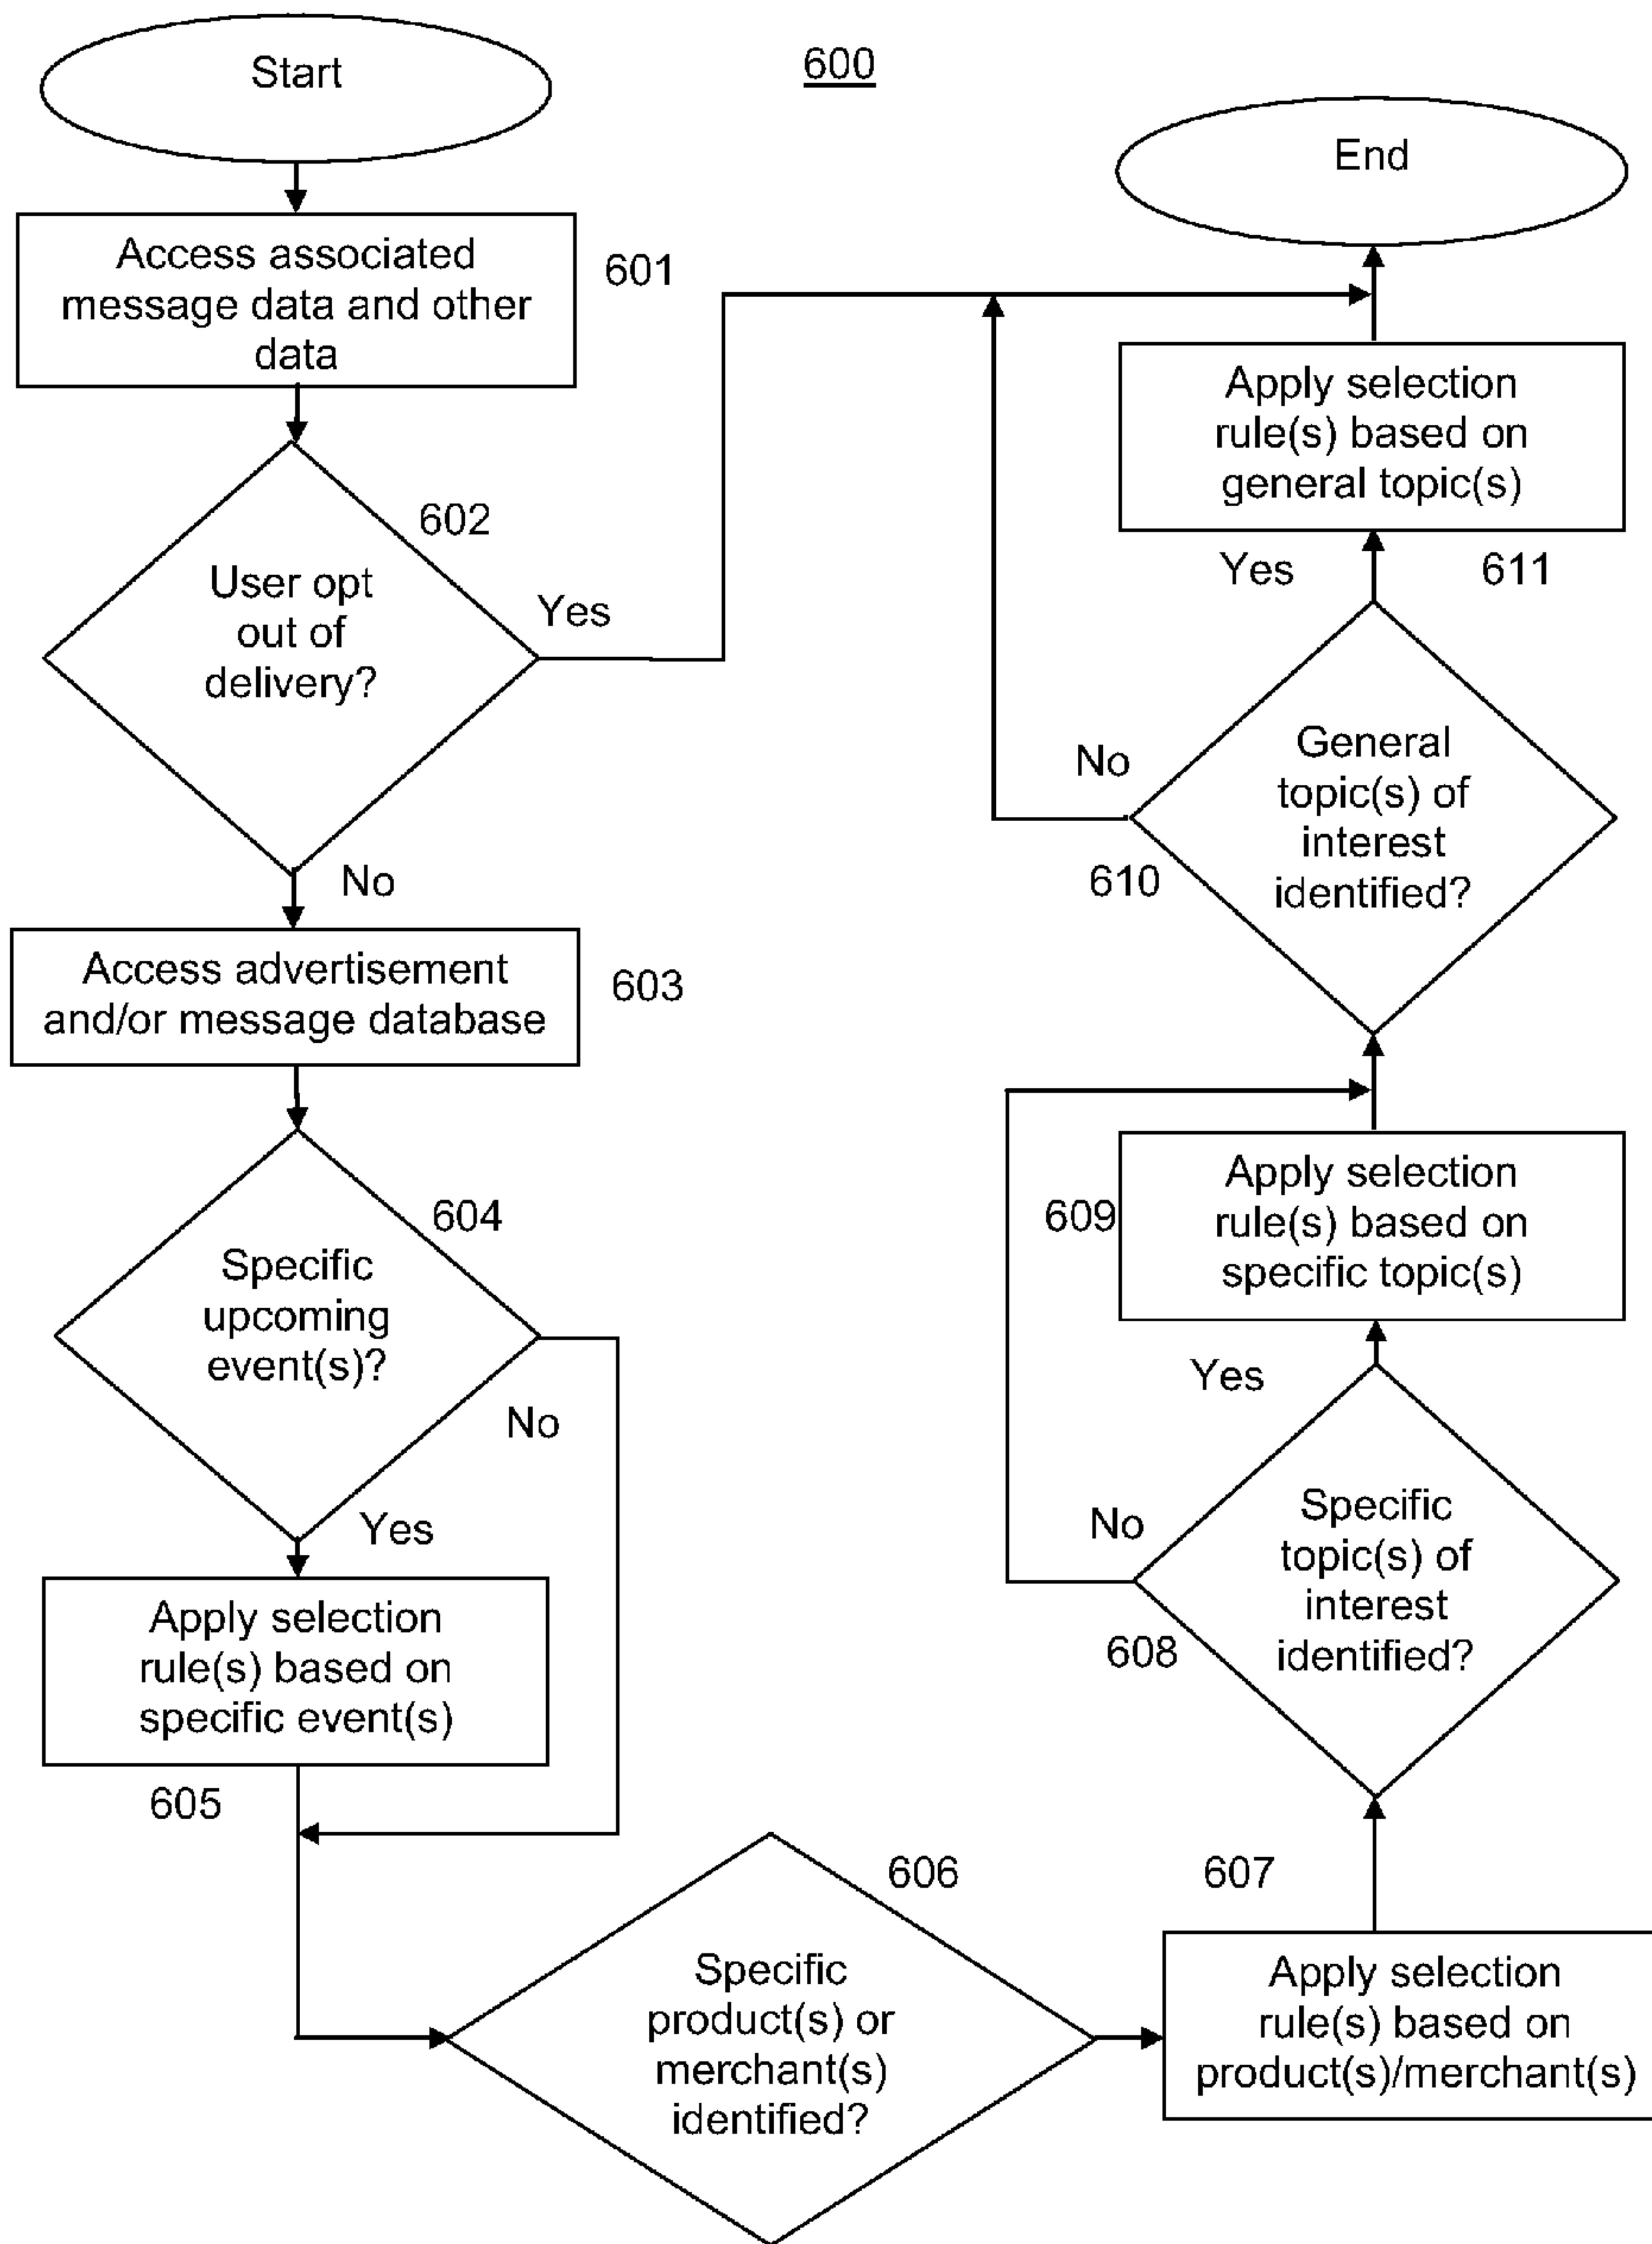 Start
600
Access associated
message data and other
data
601
602
User opt
out of
delivery?
Yes
No
Access advertisement
and/or message database
603
604
Specific
upcoming
event(s)?
No
Yes
Apply selection
rule(s) based on
specific event(s)
605
606
Specific
product(s) or
merchant(s)
identified?
607
Apply selection
rule(s) based on
product(s)/merchant(s)
Specific
topic(s) of
interest
identified?
608
No
Yes
609
Apply selection
rule(s) based on
specific topic(s)
General
topic(s) of
interest
identified?
610
No
Yes
611
Apply selection
rule(s) based on
general topic(s)
End